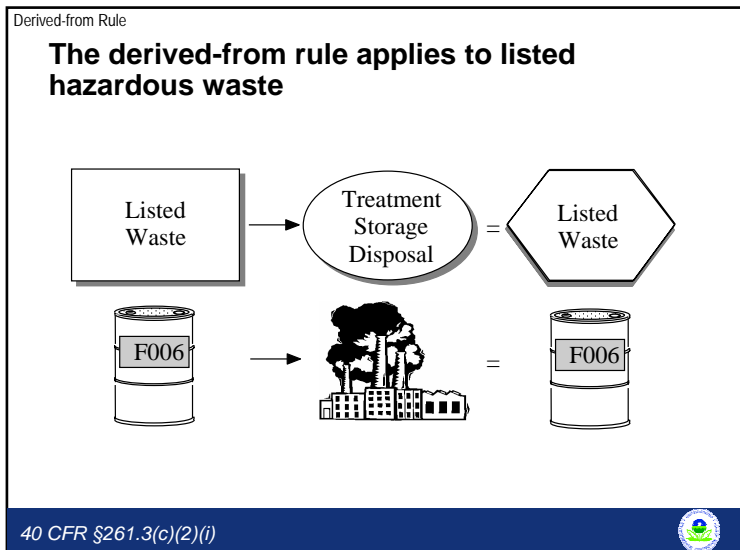 Derived-from Rule
The derived-from rule applies to listed
hazardous waste
Listed
Waste
Treatment
Storage
Disposal
=
Listed
Waste
F006
=
F006
40 CFR §261.3(c)(2)(i)